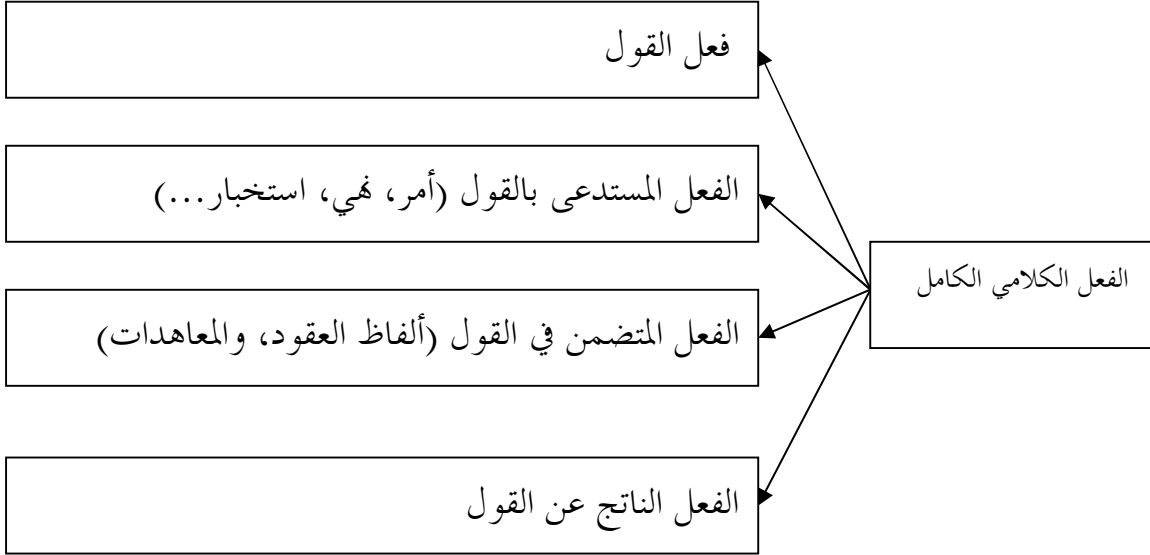 فعل القول
الفعل المستدعى بالقول (أمر، نهي، استخبار...)
الفعل الكلامي الكامل
الفعل المتضمن في القول (ألفاظ العقود، والمعاهدات)
الفعل الناتج عن القول